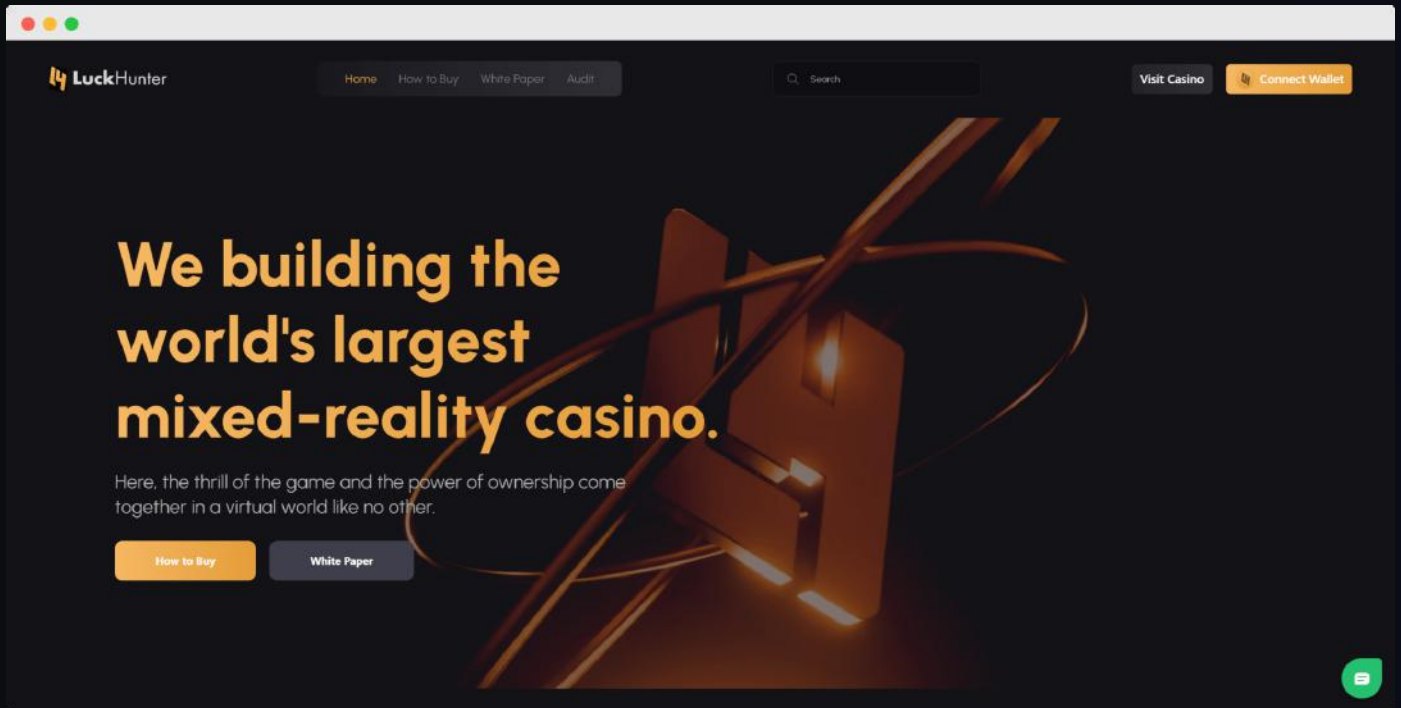 LuckHunter
Home How to Buy White Paper Audit
Search
Visit Casino
Connect Wallet
We building the
world's largest
mixed-reality casino.
Here, the thrill of the game and the power of ownership come
together in a virtual world like no other.
How to Buy
White Paper